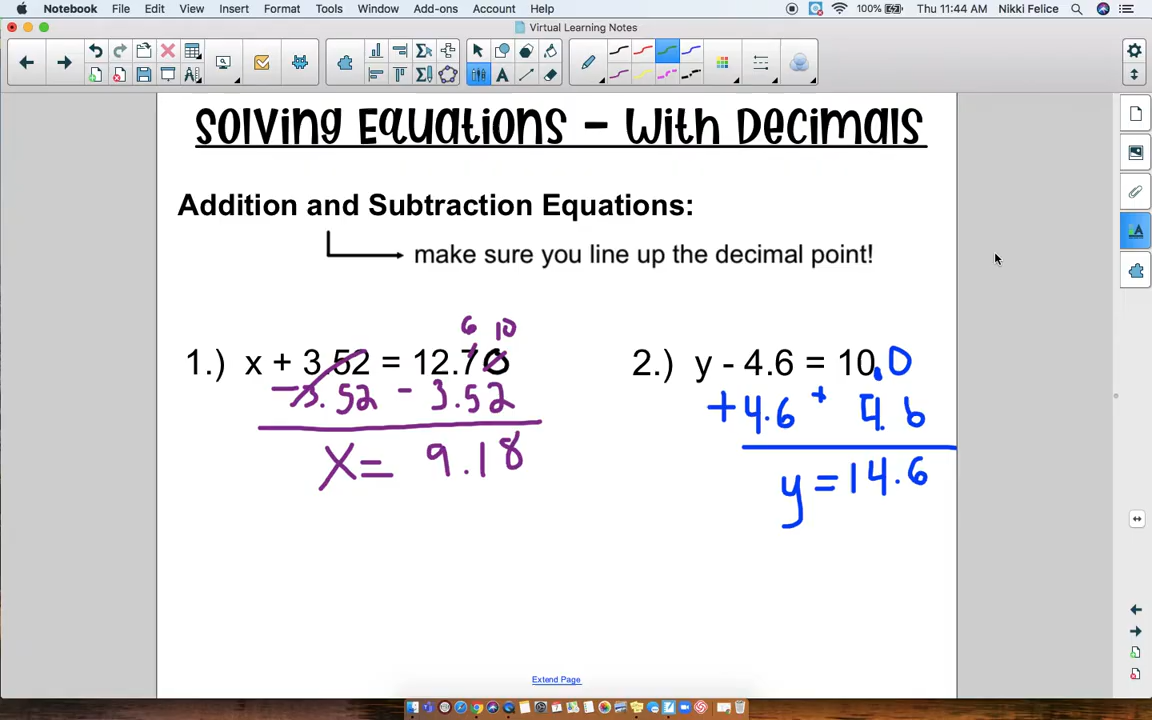 Notebook File Edit View Insert Format Tools Window Add-ons Account Help 100% Thu 11:44 AM Nikki Felice
Virtual Learning Notes
Solving Equations - With Decimals
Addition and Subtraction Equations:
make sure you line up the decimal point!
6 10
1.) x + 3.52 = 12.70
- 3.52 - 3.52
x = 9.18
2.) y - 4.6 = 10.0
+4.6 + 4.6
y = 14.6
Extend Page